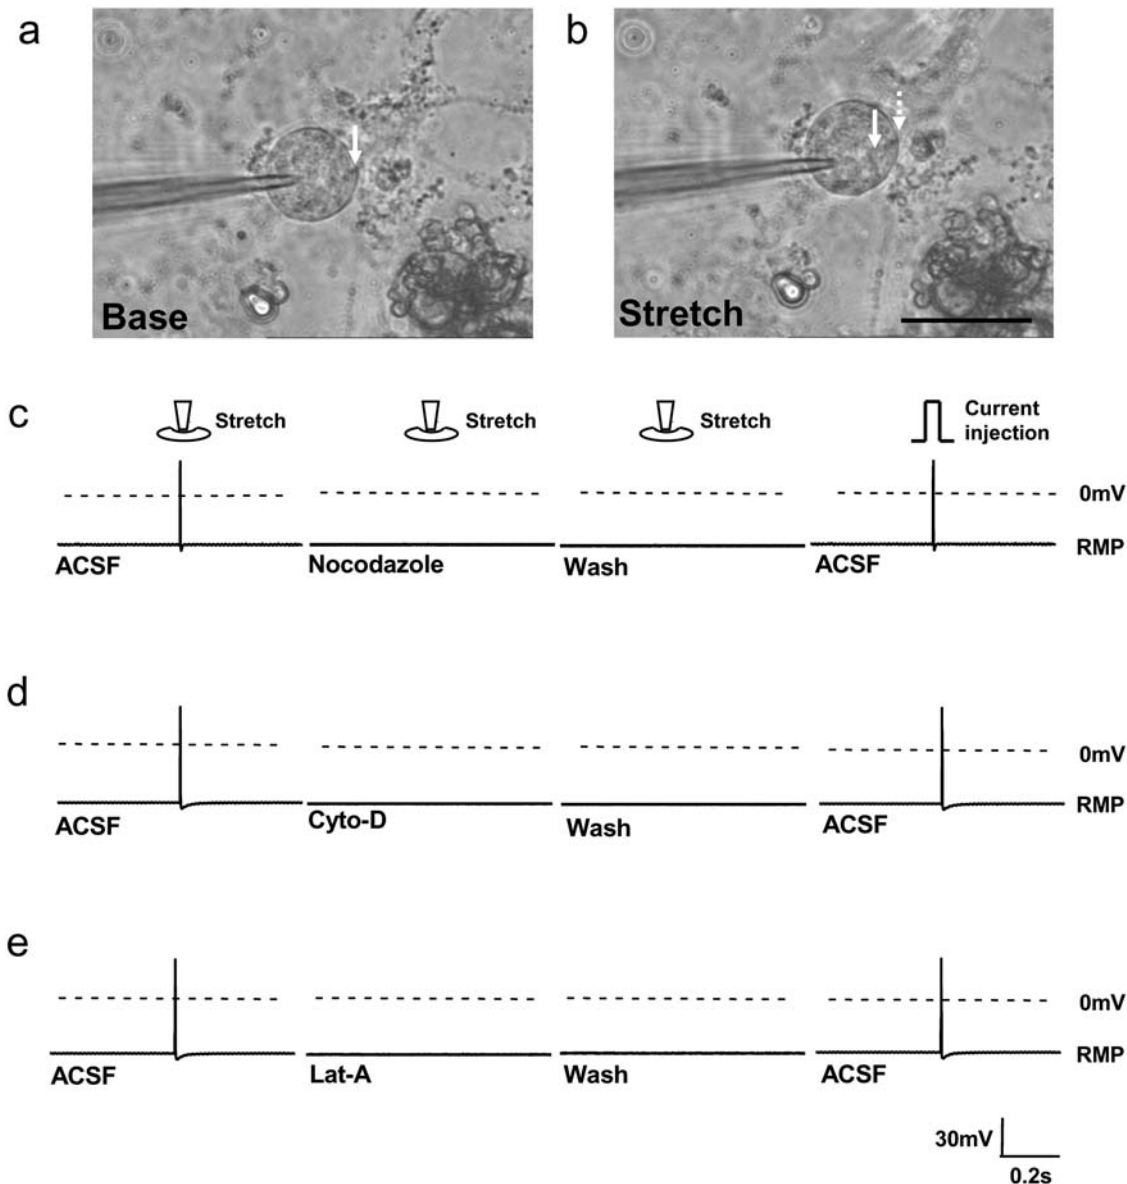 a
b
Base
Stretch
c
Stretch
Stretch
Stretch
Current
injection
0mV
RMP
ACSF
Nocodazole
Wash
ACSF
d
0mV
RMP
ACSF
Cyto-D
Wash
ACSF
e
0mV
RMP
ACSF
Lat-A
Wash
ACSF
30mV
0.2s